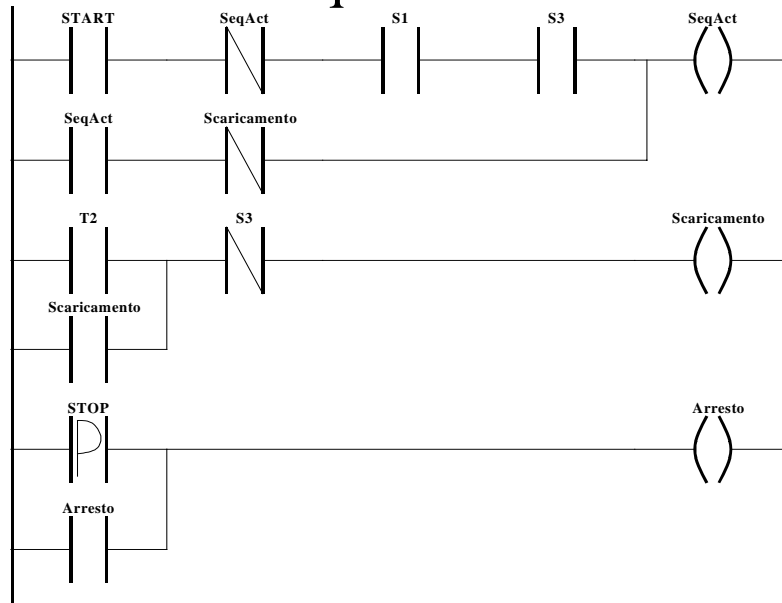 START SeqAct S1 S3 SeqAct
SeqAct Scaricamento
T2 S3 Scaricamento
Scaricamento
STOP Arresto
P
Arresto